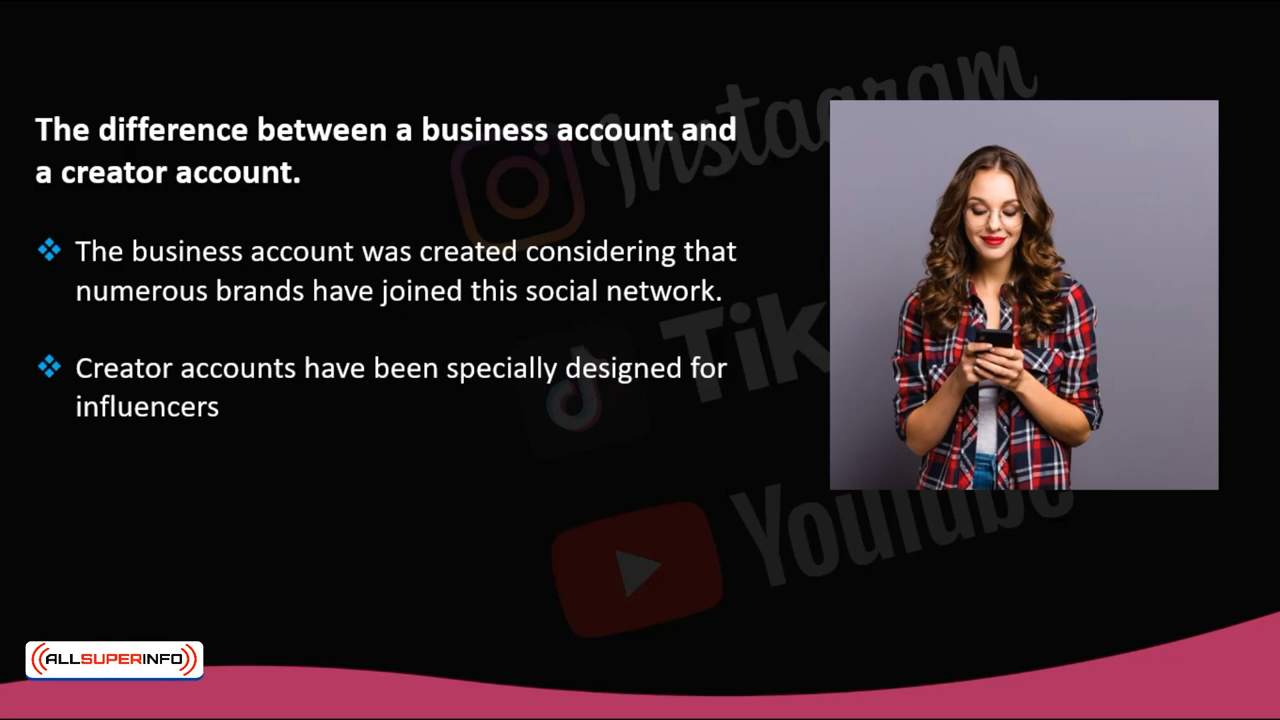 The difference between a business account and
a creator account.
The business account was created considering that
numerous brands have joined this social network.
Creator accounts have been specially designed for
influencers
Instagram
Tik
YouTube
ALLSUPERINFO